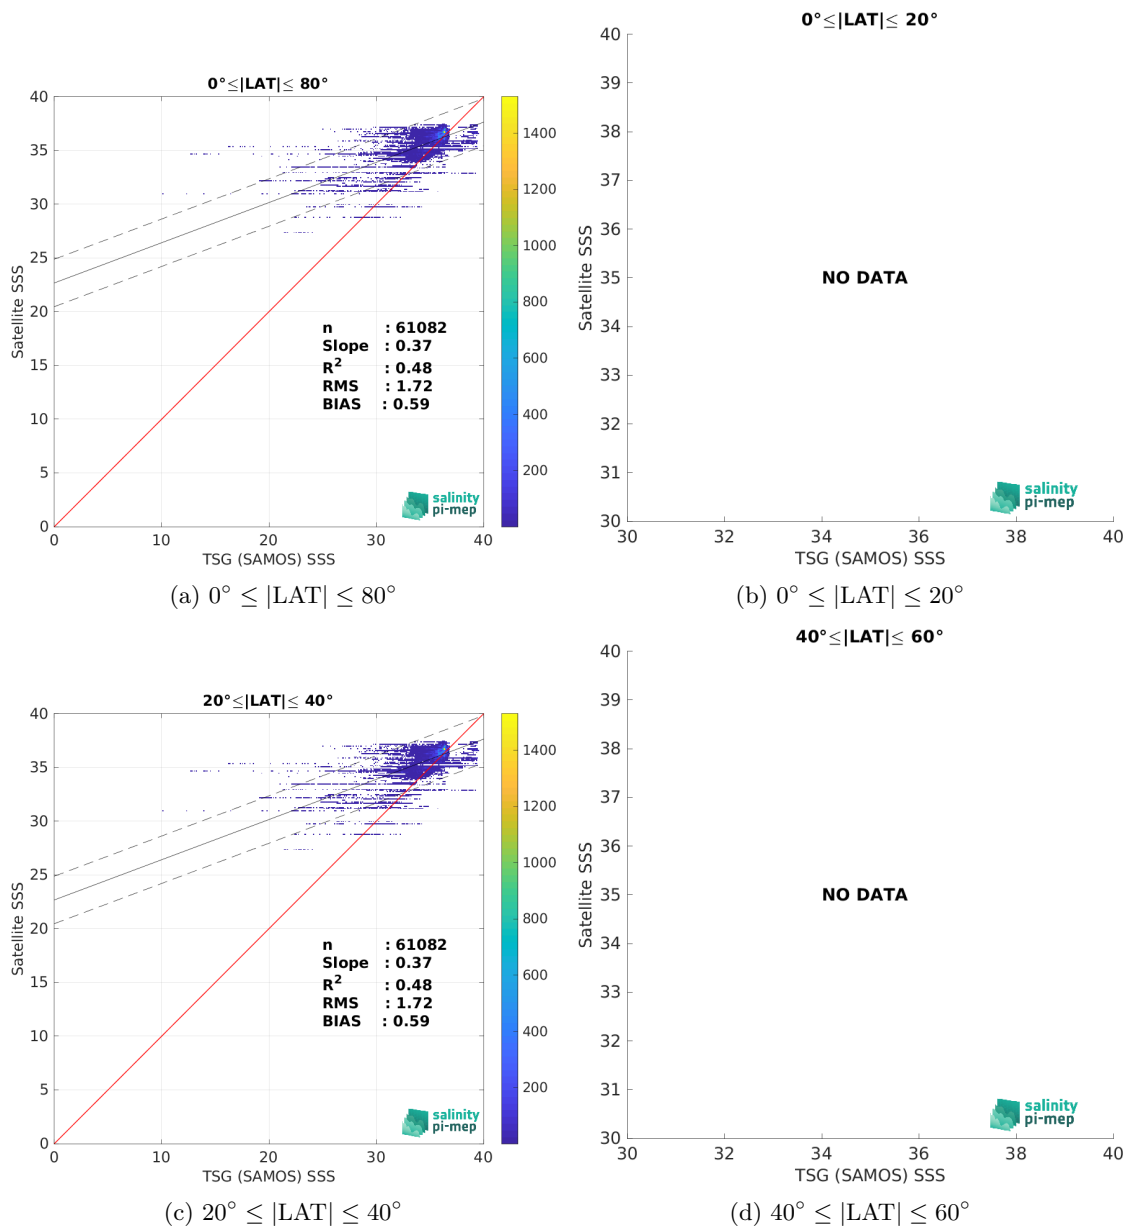 0°≤|LAT|≤ 80°
40
35
30
25
20
15
10
5
0
0
10
20
30
40
Satellite SSS
TSG (SAMOS) SSS
n : 61082
Slope : 0.37
R² : 0.48
RMS : 1.72
BIAS : 0.59
salinity
pi-mep
1400
1200
1000
800
600
400
200
(a) 0° ≤ |LAT| ≤ 80°
0°≤|LAT|≤ 20°
40
39
38
37
36
35
34
33
32
31
30
30
32
34
36
38
40
Satellite SSS
TSG (SAMOS) SSS
NO DATA
salinity
pi-mep
(b) 0° ≤ |LAT| ≤ 20°
20°≤|LAT|≤ 40°
40
35
30
25
20
15
10
5
0
0
10
20
30
40
Satellite SSS
TSG (SAMOS) SSS
n : 61082
Slope : 0.37
R² : 0.48
RMS : 1.72
BIAS : 0.59
salinity
pi-mep
1400
1200
1000
800
600
400
200
(c) 20° ≤ |LAT| ≤ 40°
40°≤|LAT|≤ 60°
40
39
38
37
36
35
34
33
32
31
30
30
32
34
36
38
40
Satellite SSS
TSG (SAMOS) SSS
NO DATA
salinity
pi-mep
(d) 40° ≤ |LAT| ≤ 60°